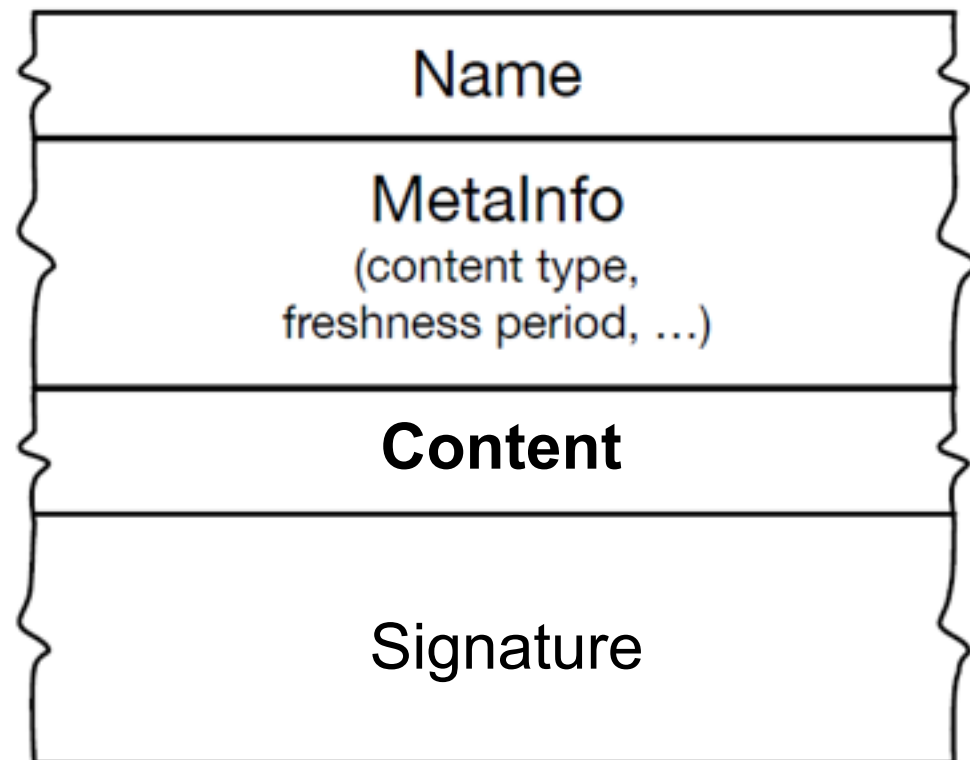 Name
MetaInfo
(content type,
freshness period, …)
Content
Signature